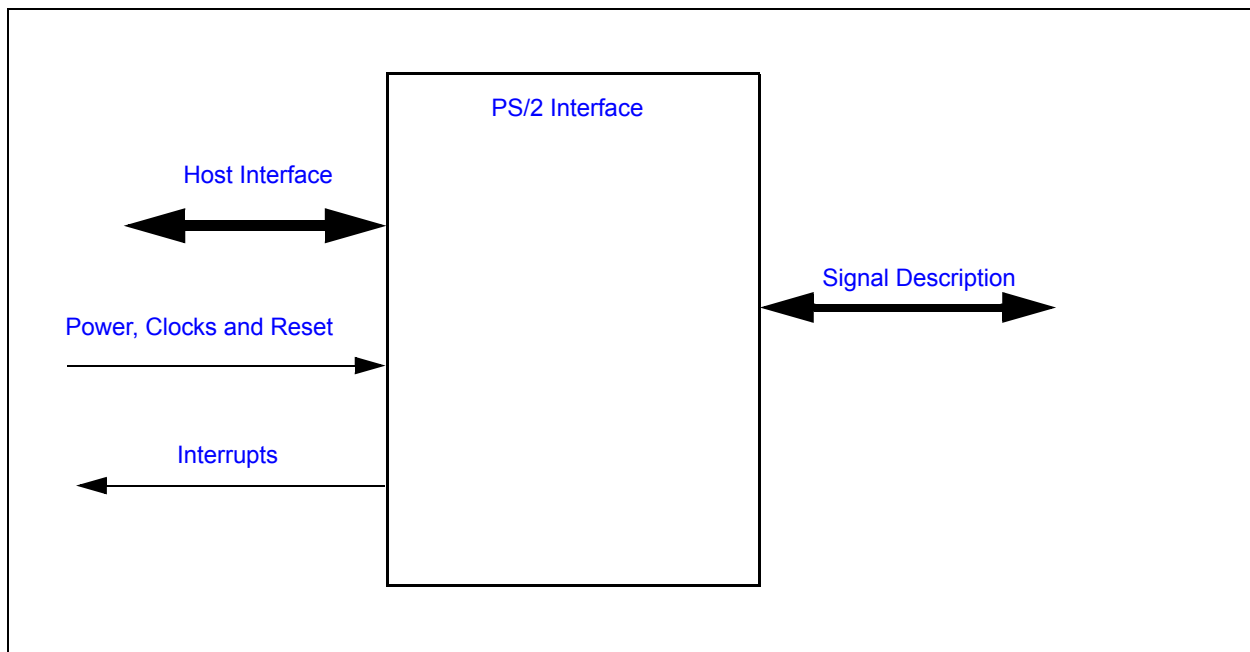 PS/2 Interface
Host Interface
Signal Description
Power, Clocks and Reset
Interrupts